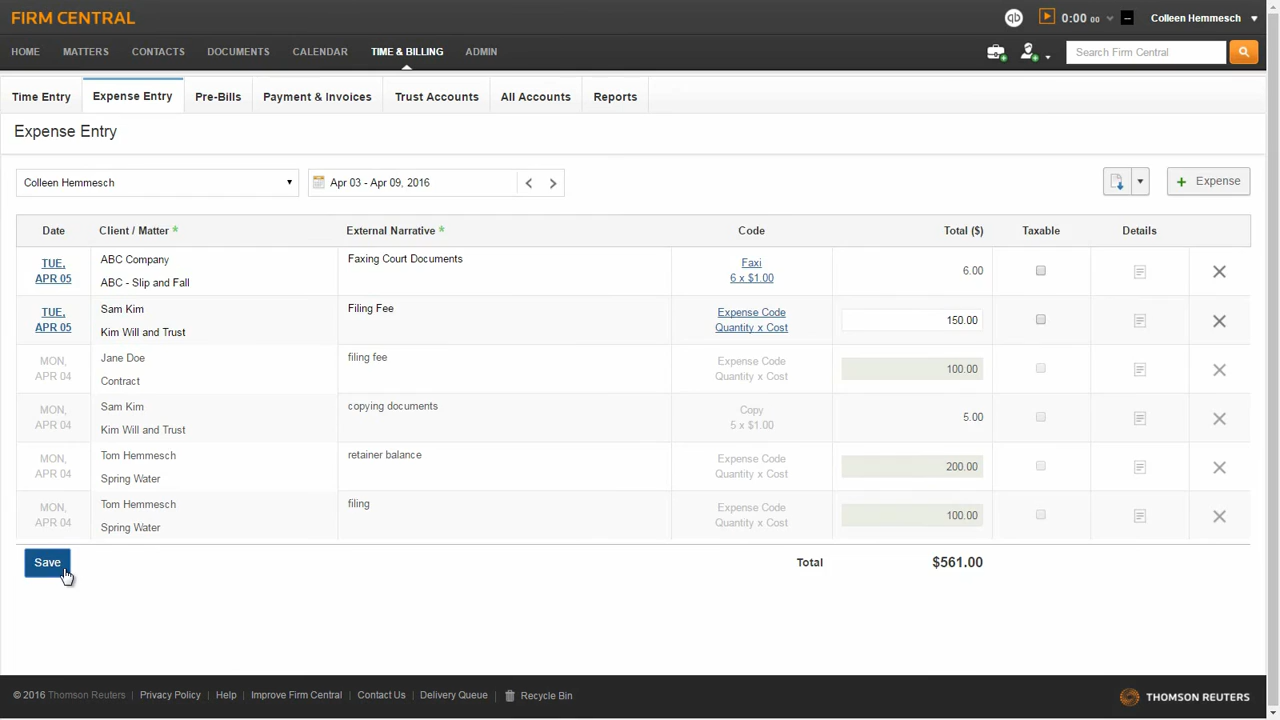 FIRM CENTRAL
qb
0:00 00
Colleen Hemmesch
HOME MATTERS CONTACTS DOCUMENTS CALENDAR TIME & BILLING ADMIN
Search Firm Central
Time Entry Expense Entry Pre-Bills Payment & Invoices Trust Accounts All Accounts Reports
Expense Entry
Colleen Hemmesch
Apr 03 - Apr 09, 2016
+ Expense
Date Client / Matter * External Narrative * Code Total ($) Taxable Details
TUE, APR 05
ABC Company
ABC - Slip and Fall
Faxing Court Documents
Faxi
6 x $1.00
6.00
TUE, APR 05
Sam Kim
Kim Will and Trust
Filing Fee
Expense Code
Quantity x Cost
150.00
MON, APR 04
Jane Doe
Contract
filing fee
Expense Code
Quantity x Cost
100.00
MON, APR 04
Sam Kim
Kim Will and Trust
copying documents
Copy
5 x $1.00
5.00
MON, APR 04
Tom Hemmesch
Spring Water
retainer balance
Expense Code
Quantity x Cost
200.00
MON, APR 04
Tom Hemmesch
Spring Water
filing
Expense Code
Quantity x Cost
100.00
Save
Total $561.00
© 2016 Thomson Reuters Privacy Policy Help Improve Firm Central Contact Us Delivery Queue Recycle Bin
THOMSON REUTERS